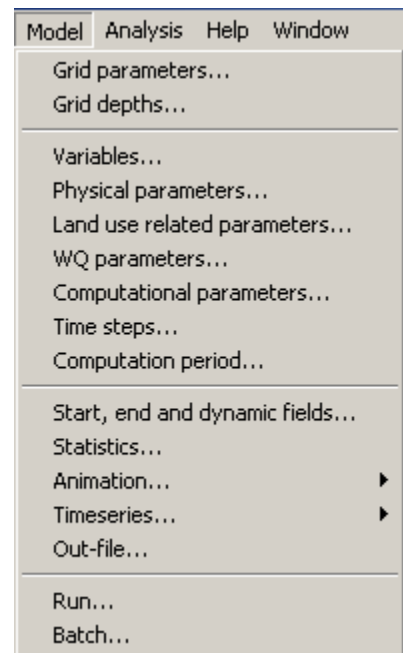 Model Analysis Help Window
Grid parameters...
Grid depths...
Variables...
Physical parameters...
Land use related parameters...
WQ parameters...
Computational parameters...
Time steps...
Computation period...
Start, end and dynamic fields...
Statistics...
Animation...
Timeseries...
Out-file...
Run...
Batch...